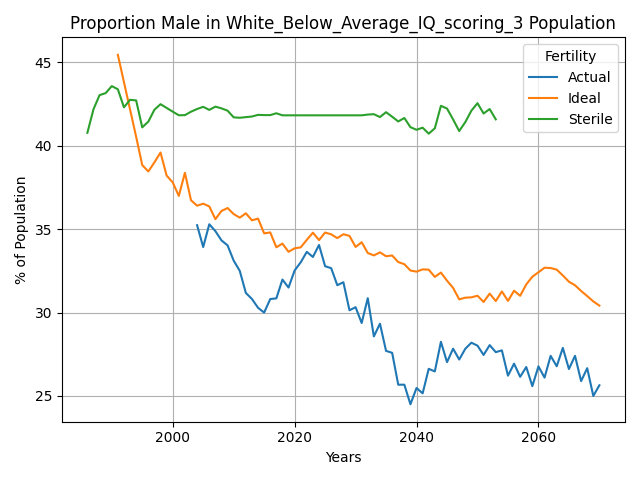 Proportion Male in White_Below_Average_IQ_scoring_3 Population
Fertility
Actual
Ideal
Sterile
% of Population
45
40
35
30
25
2000
2020
2040
2060
Years